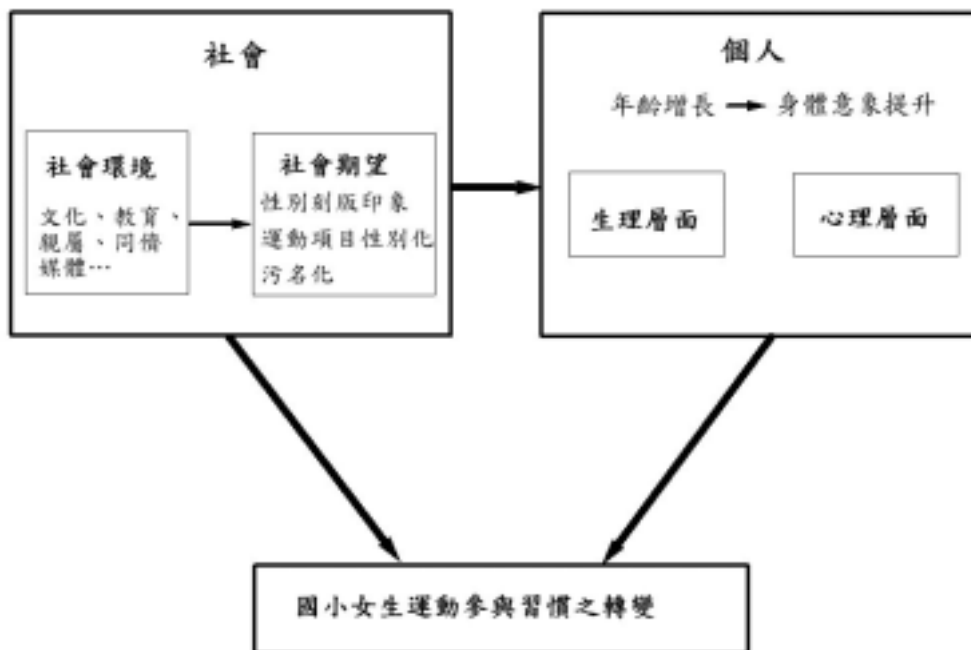 社會
社會環境
文化、教育、
親屬、同儕
媒體…
社會期望
性別刻版印象
運動項目性別化
污名化
個人
年齡增長
身體意象提升
生理層面
心理層面
國小女生運動參與習慣之轉變